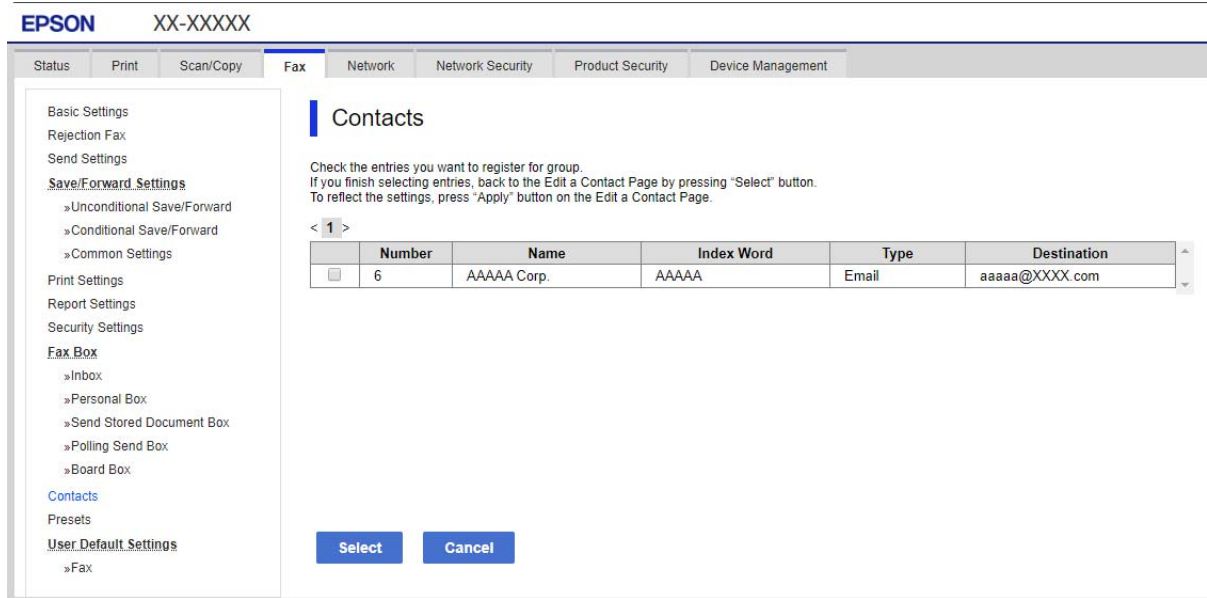 EPSON XX-XXXXX
Status Print Scan/Copy Fax Network Network Security Product Security Device Management
Basic Settings
Rejection Fax
Send Settings
Save/Forward Settings
»Unconditional Save/Forward
»Conditional Save/Forward
»Common Settings
Print Settings
Report Settings
Security Settings
Fax Box
»Inbox
»Personal Box
»Send Stored Document Box
»Polling Send Box
»Board Box
Contacts
Presets
User Default Settings
»Fax
Contacts
Check the entries you want to register for group.
If you finish selecting entries, back to the Edit a Contact Page by pressing “Select” button.
To reflect the settings, press “Apply” button on the Edit a Contact Page.
< 1 >
Number Name Index Word Type Destination
6 AAAAA Corp. AAAAA Email aaaaa@XXXX.com
Select Cancel